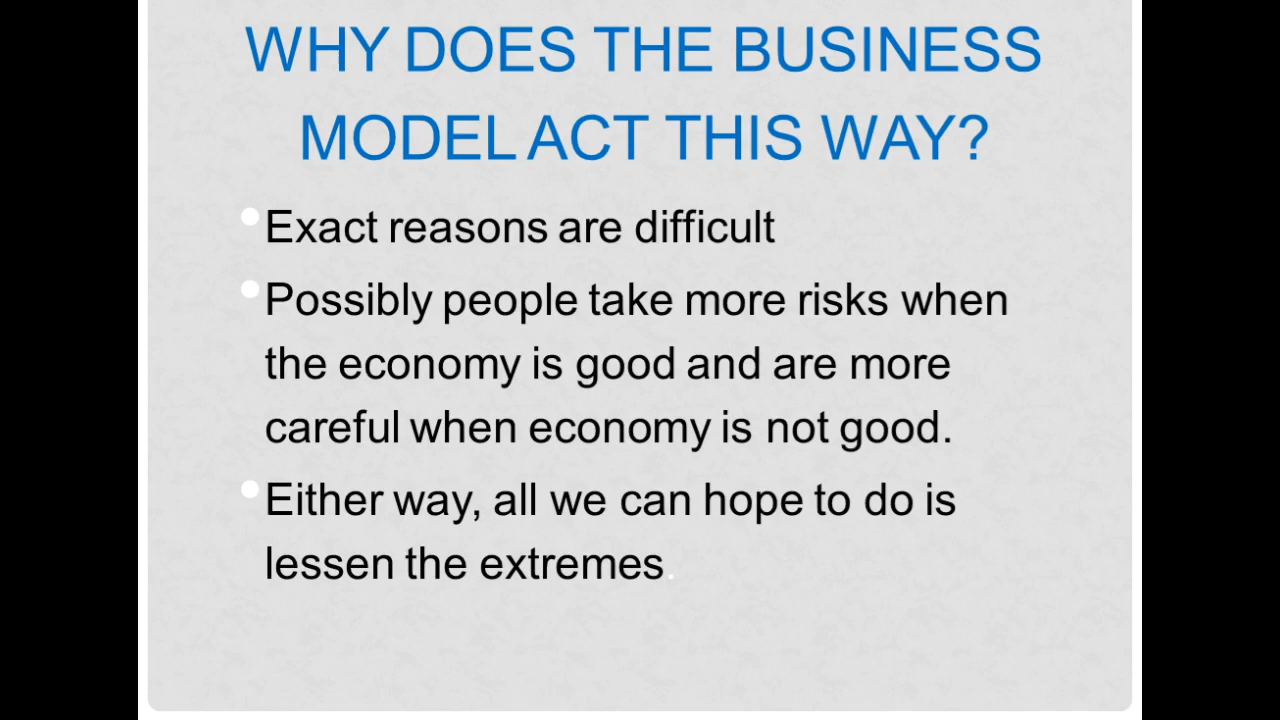 WHY DOES THE BUSINESS
MODEL ACT THIS WAY?
• Exact reasons are difficult
• Possibly people take more risks when
the economy is good and are more
careful when economy is not good.
• Either way, all we can hope to do is
lessen the extremes.